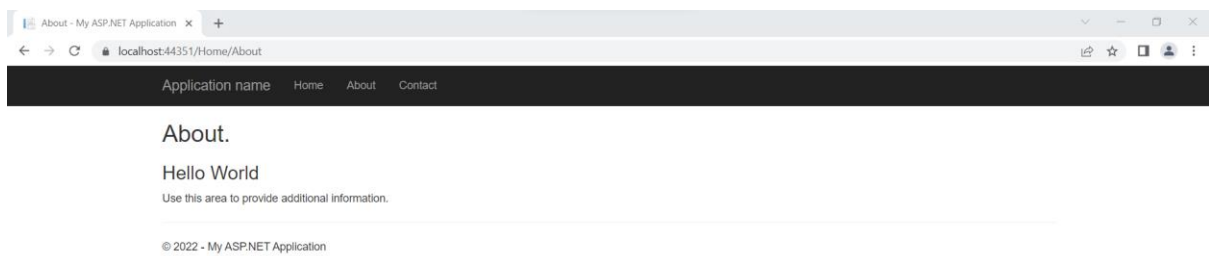 About - My ASP.NET Application
localhost:44351/Home/About
Application name Home About Contact
About.
Hello World
Use this area to provide additional information.
© 2022 - My ASP.NET Application